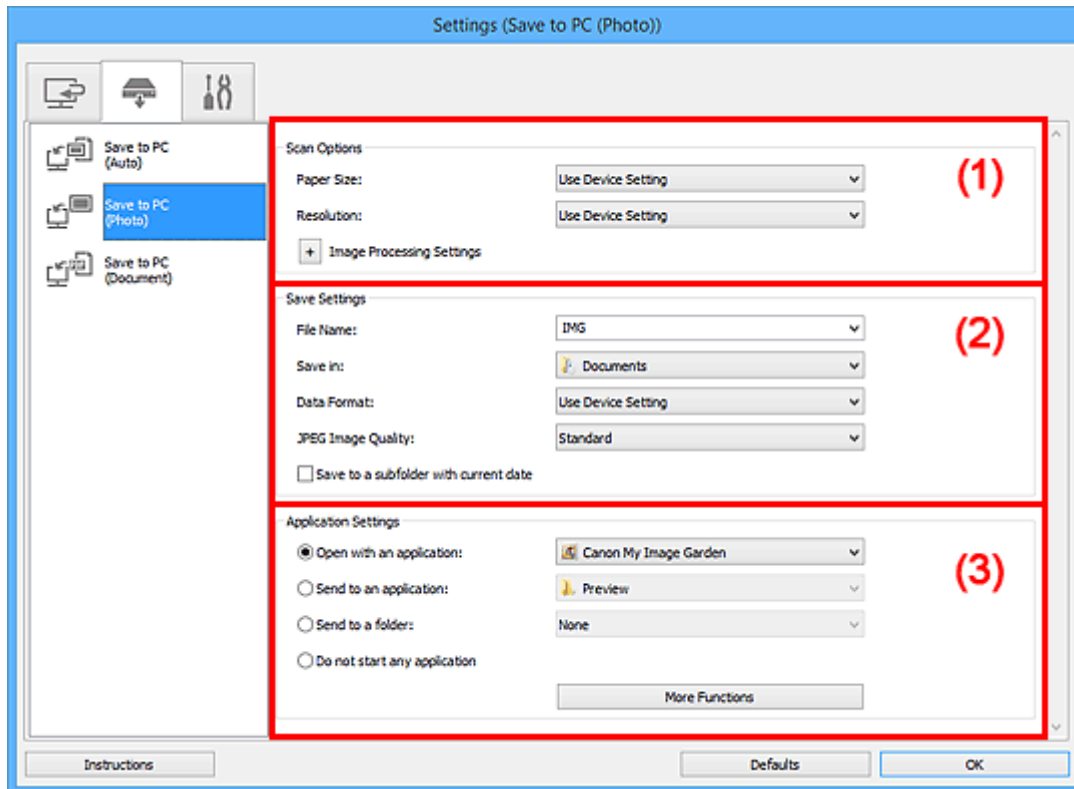 Settings (Save to PC (Photo))
Save to PC
(Auto)
Save to PC
(Photo)
Save to PC
(Document)
Scan Options
(1)
Paper Size: Use Device Setting
Resolution: Use Device Setting
+ Image Processing Settings
Save Settings
(2)
File Name: IMG
Save in: Documents
Data Format: Use Device Setting
JPEG Image Quality: Standard
Save to a subfolder with current date
Application Settings
(3)
Open with an application: Canon My Image Garden
Send to an application: Preview
Send to a folder: None
Do not start any application
More Functions
Instructions Defaults OK